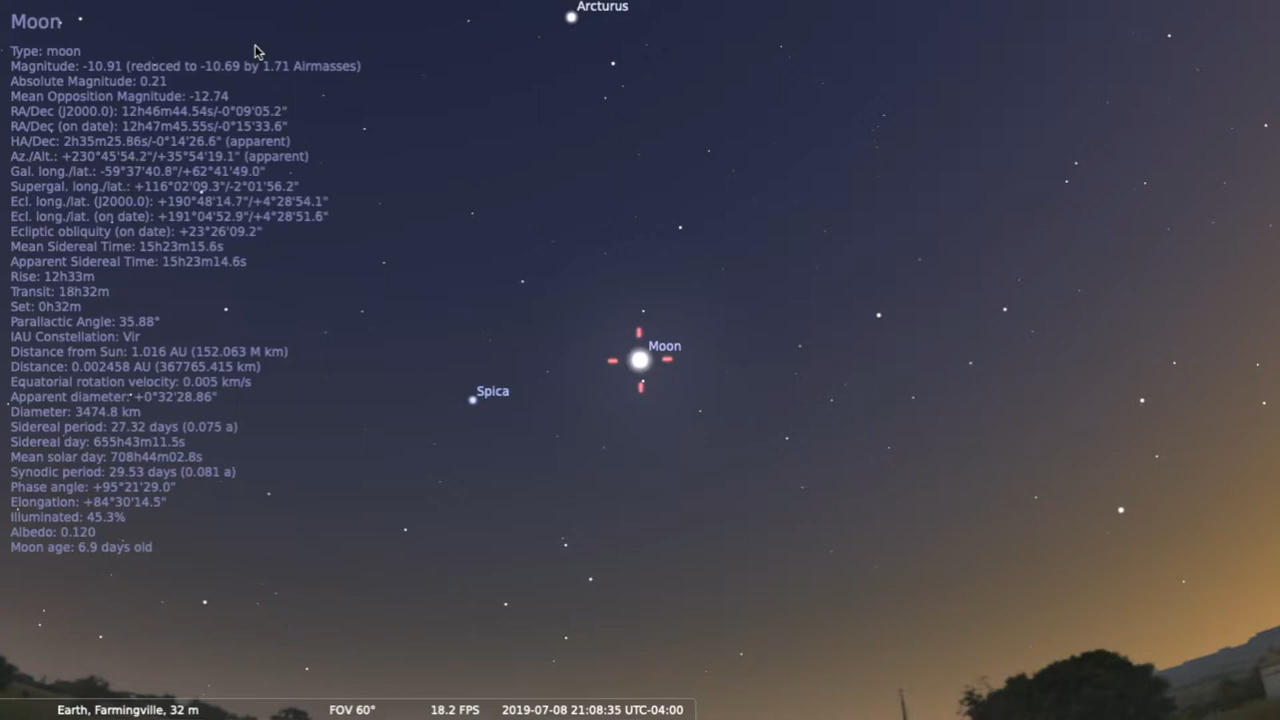 Moon
Arcturus
Type: moon
Magnitude: -10.91 (reduced to -10.69 by 1.71 Airmasses)
Absolute Magnitude: 0.21
Mean Opposition Magnitude: -12.74
RA/Dec (J2000.0): 12h46m44.54s/-0°09'05.2"
RA/Dec (on date): 12h47m45.55s/-0°15'33.6"
HA/Dec: 2h35m25.86s/-0°14'26.6" (apparent)
Az./Alt.: +230°45'54.2"/+35°54'19.1" (apparent)
Gal. long./lat.: -59°37'40.8"/+62°41'49.0"
Supergal. long./lat.: +116°02'09.3"/-2°01'56.2"
Ecl. long./lat. (J2000.0): +190°48'14.7"/+4°28'54.1"
Ecl. long./lat. (on date): +191°04'52.9"/+4°28'51.6"
Ecliptic obliquity (on date): +23°26'09.2"
Mean Sidereal Time: 15h23m15.6s
Apparent Sidereal Time: 15h23m14.6s
Rise: 12h33m
Transit: 18h32m
Set: 0h32m
Parallactic Angle: 35.88°
IAU Constellation: Vir
Distance from Sun: 1.016 AU (152.063 M km)
Distance: 0.002458 AU (367765.415 km)
Equatorial rotation velocity: 0.005 km/s
Apparent diameter: +0°32'28.86"
Diameter: 3474.8 km
Sidereal period: 27.32 days (0.075 a)
Sidereal day: 655h43m11.5s
Mean solar day: 708h44m02.8s
Synodic period: 29.53 days (0.081 a)
Phase angle: +95°21'29.0"
Elongation: +84°30'14.5"
Illuminated: 45.3%
Albedo: 0.120
Moon age: 6.9 days old
Moon
Spica
Earth, Farmingville, 32 m FOV 60° 18.2 FPS 2019-07-08 21:08:35 UTC-04:00